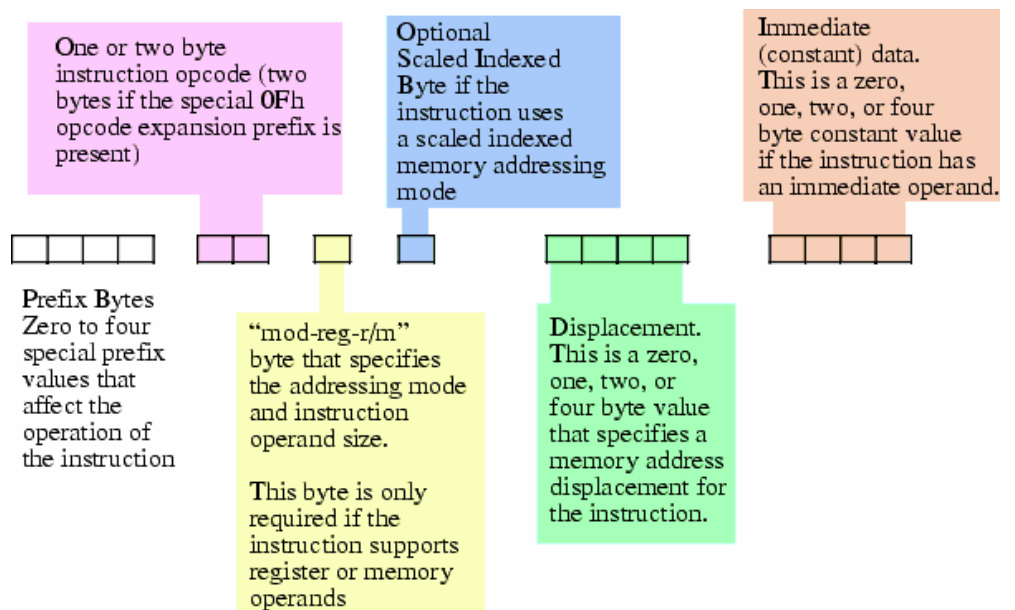 One or two byte
instruction opcode (two
bytes if the special 0Fh
opcode expansion prefix is
present)
Optional
Scaled Indexed
Byte if the
instruction uses
a scaled indexed
memory addressing
mode
Immediate
(constant) data.
This is a zero,
one, two, or four
byte constant value
if the instruction has
an immediate operand.
Prefix Bytes
Zero to four
special prefix
values that
affect the
operation of
the instruction
“mod-reg-r/m”
byte that specifies
the addressing mode
and instruction
operand size.
This byte is only
required if the
instruction supports
register or memory
operands
Displacement.
This is a zero,
one, two, or
four byte value
that specifies a
memory address
displacement for
the instruction.